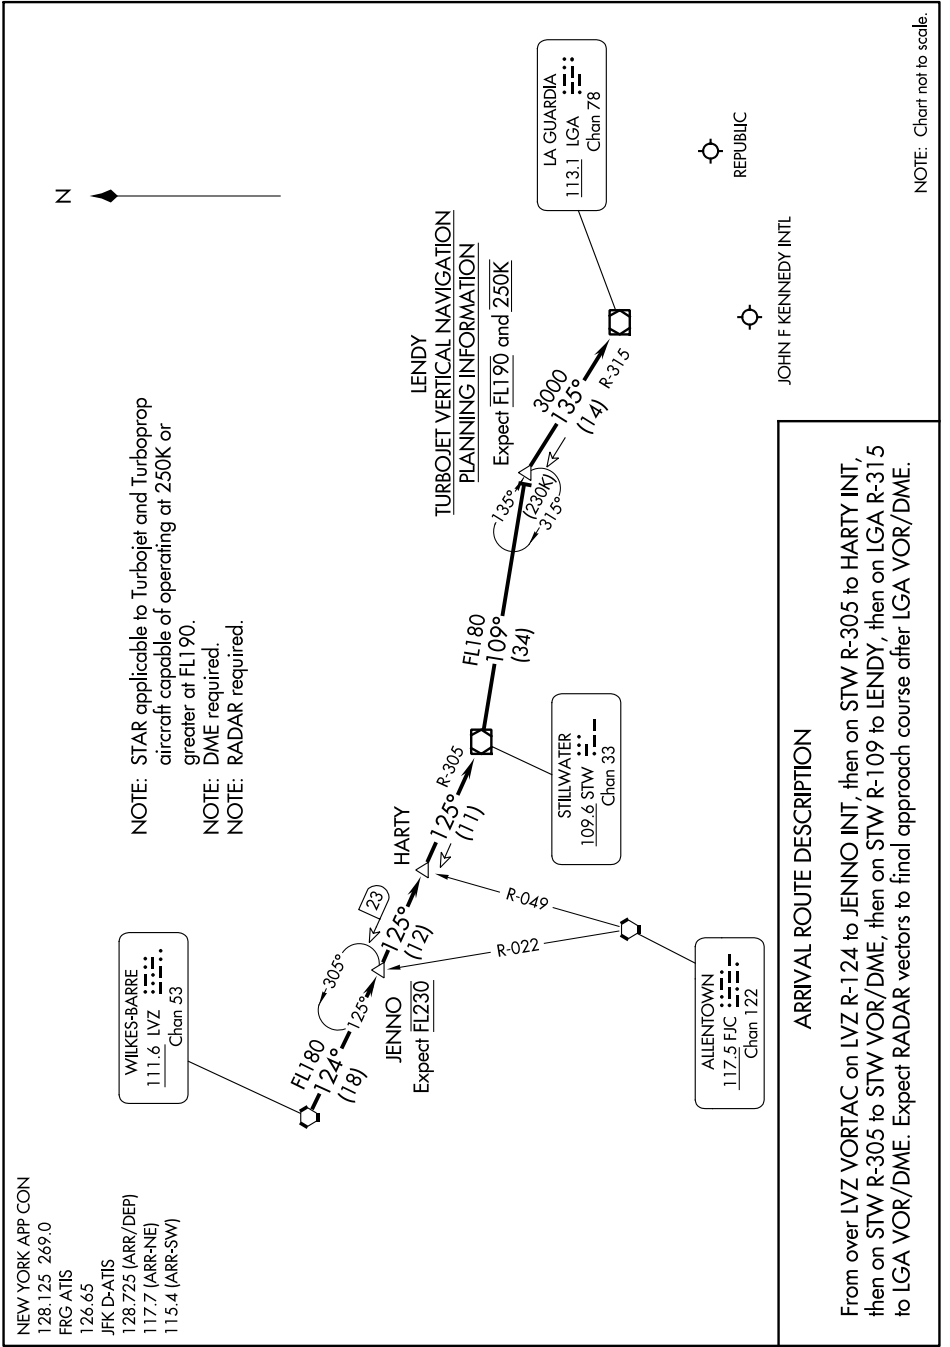 NEW YORK APP CON
128.125 269.0
FRG ATIS
126.65
JFK D-ATIS
128.725 (ARR/DEP)
117.7 (ARR-NE)
115.4 (ARR-SW)
NOTE: STAR applicable to Turbojet and Turboprop
aircraft capable of operating at 250K or
greater at FL190.
NOTE: DME required.
NOTE: RADAR required.
N
WILKES-BARRE
111.6 LVZ
Chan 53
FL180
124°
(18)
305°
125°
JENNO
Expect FL230
23
125°
(12)
HARTY
125°
(11)
R-305
STILLWATER
109.6 STW
Chan 33
R-049
R-022
ALLENTOWN
117.5 FJC
Chan 122
FL180
109°
(34)
LENDY
TURBOJET VERTICAL NAVIGATION
PLANNING INFORMATION
Expect FL190 and 250K
135°
(230K)
315°
3000
135°
(14)
R-315
LA GUARDIA
113.1 LGA
Chan 78
REPUBLIC
JOHN F KENNEDY INTL
NOTE: Chart not to scale.
ARRIVAL ROUTE DESCRIPTION
From over LVZ VORTAC on LVZ R-124 to JENNO INT, then on STW R-305 to HARTY INT,
then on STW R-305 to STW VOR/DME, then on STW R-109 to LENDY, then on LGA R-315
to LGA VOR/DME. Expect RADAR vectors to final approach course after LGA VOR/DME.